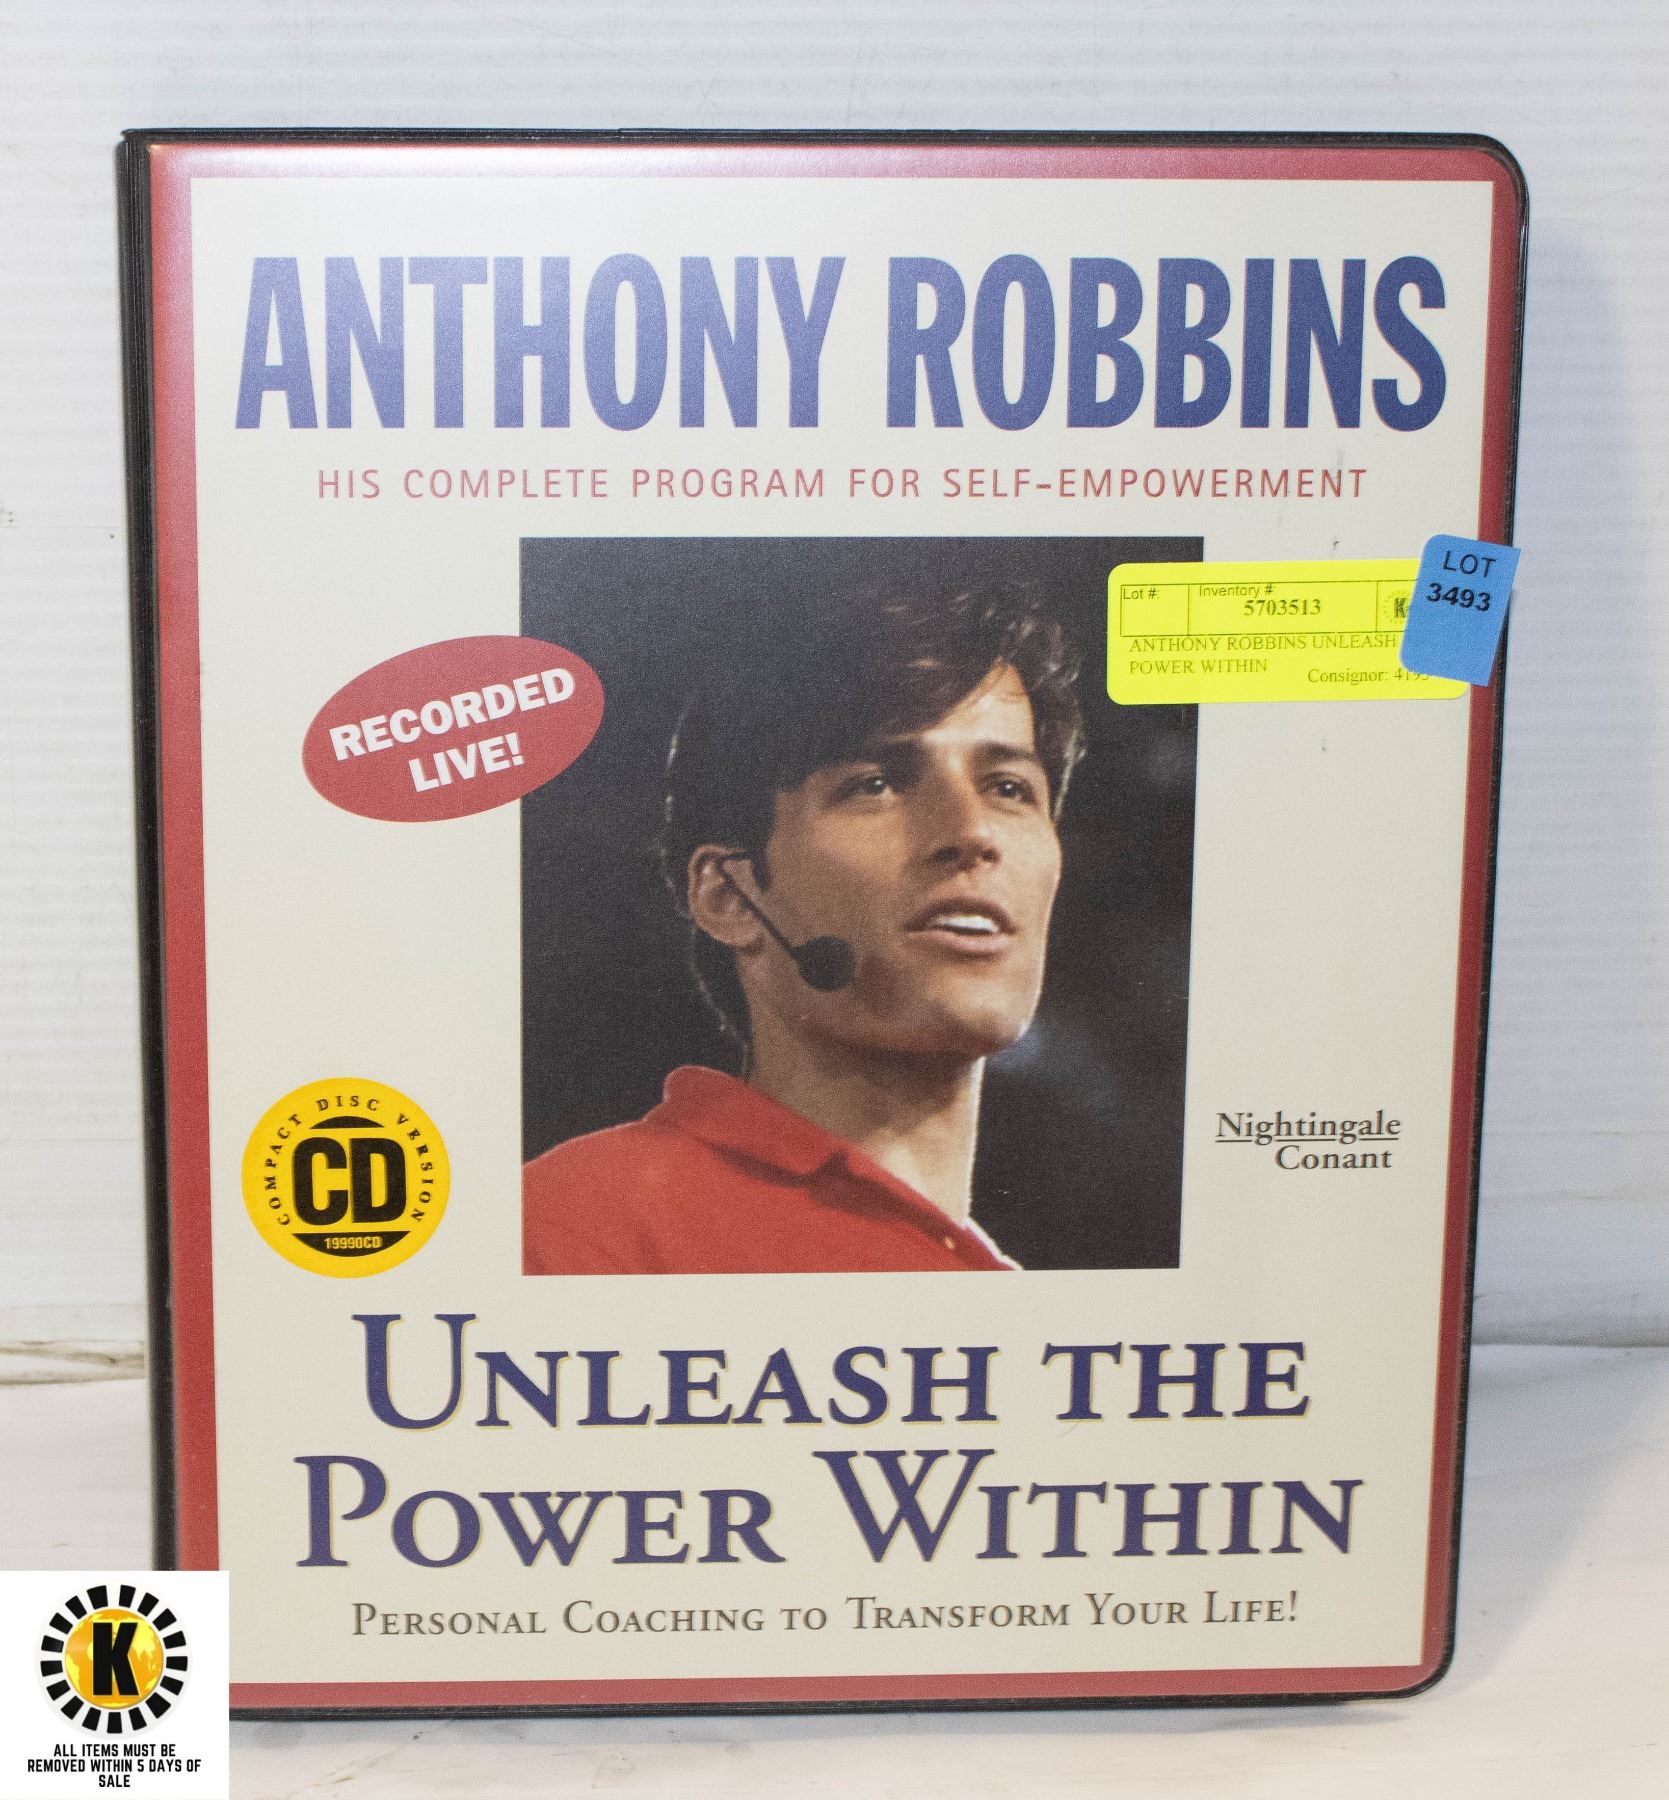 ANTHONY ROBBINS
HIS COMPLETE PROGRAM FOR SELF-EMPOWERMENT
LOT
3493
Lot #:
Inventory #:
5703513
K
ANTHONY ROBBINS UNLEASH
POWER WITHIN
Consignor:
RECORDED
LIVE!
COMPACT DISC VERSION
CD
19990CD
Nightingale
Conant
UNLEASH THE
POWER WITHIN
PERSONAL COACHING TO TRANSFORM YOUR LIFE!
K
ALL ITEMS MUST BE
REMOVED WITHIN 5 DAYS OF
SALE